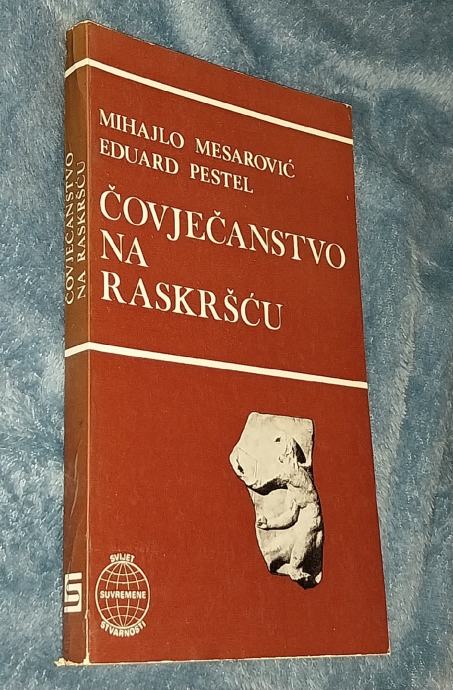 MIHAJLO MESAROVIĆ
EDUARD PESTEL
ČOVJEČANSTVO
NA
RASKRŠĆU
ČOVJEČANSTVO
NA RASKRŠĆU
SVIJET
SUVREMENE
STVARNOSTI